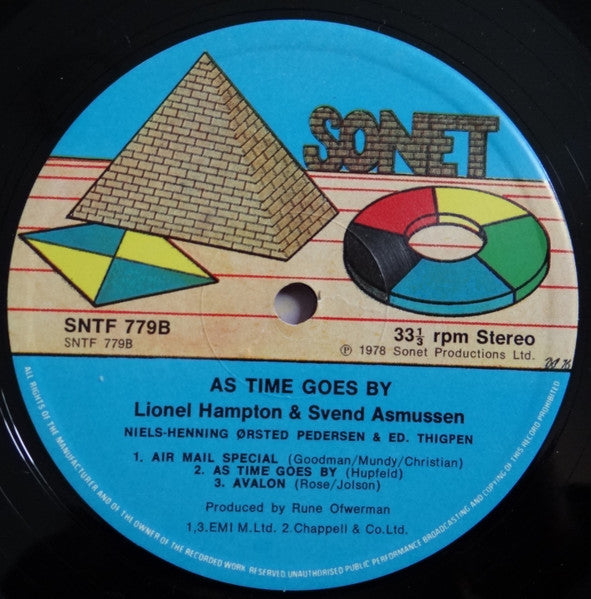 SONET
SNTF 779B
SNTF 779B
33⅓ rpm Stereo
Ⓟ 1978 Sonet Productions Ltd.
AS TIME GOES BY
Lionel Hampton & Svend Asmussen
NIELS-HENNING ØRSTED PEDERSEN & ED. THIGPEN
1. AIR MAIL SPECIAL (Goodman/Mundy/Christian)
2. AS TIME GOES BY (Hupfeld)
3. AVALON (Rose/Jolson)
Produced by Rune Ofwerman
1,3.EMI M.Ltd. 2.Chappell & Co.Ltd.
ALL RIGHTS OF THE MANUFACTURER AND OF THE OWNER OF THE RECORDED WORK RESERVED. UNAUTHORISED PUBLIC PERFORMANCE BROADCASTING AND COPYING OF THIS RECORD PROHIBITED